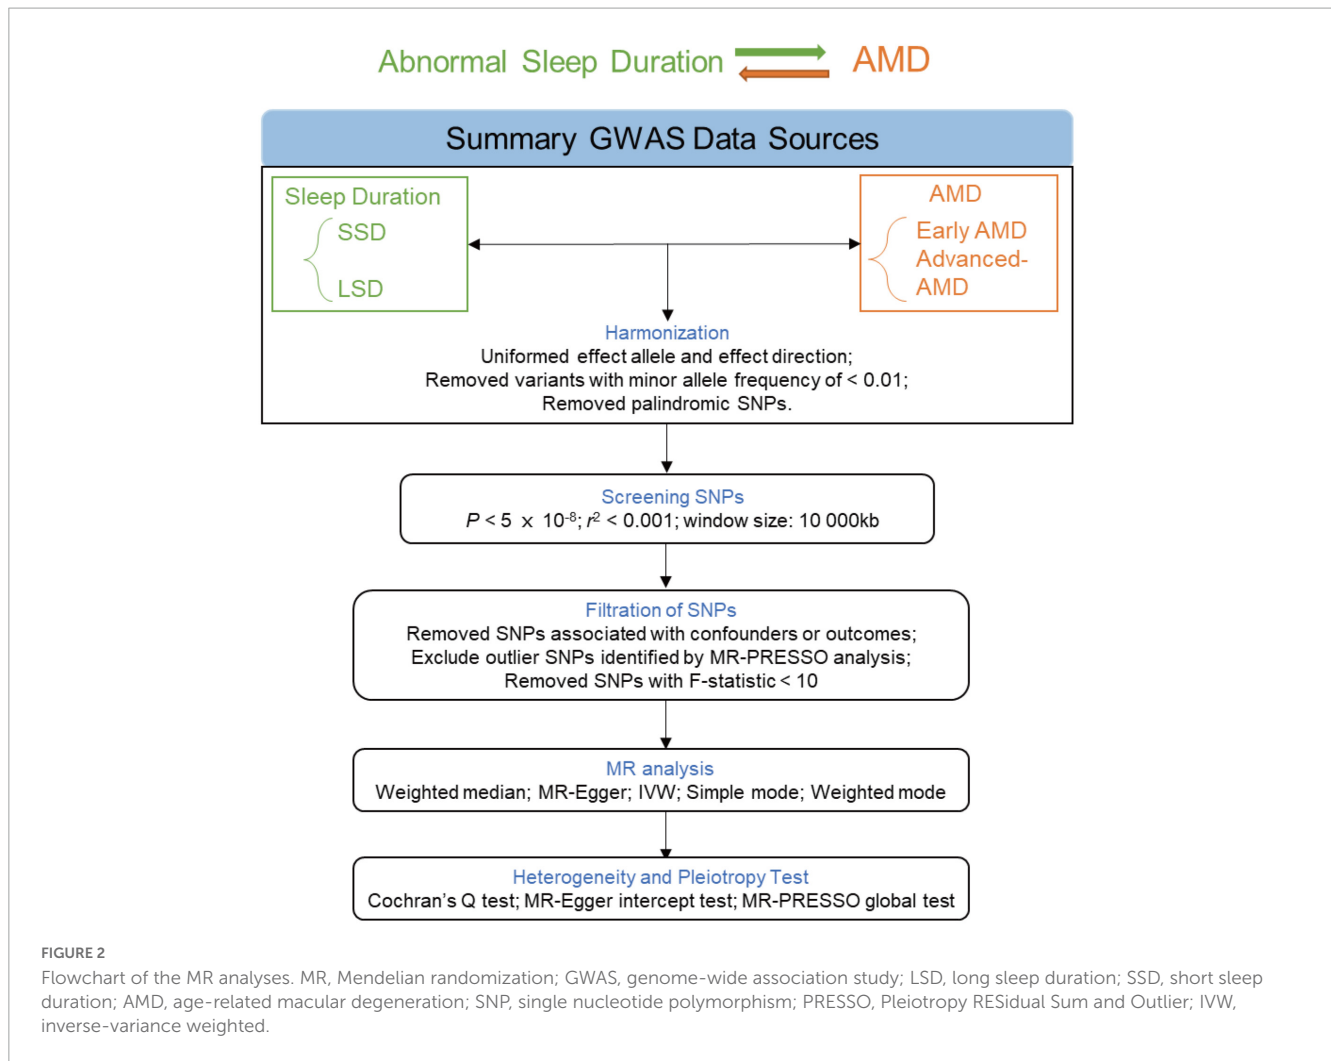 Abnormal Sleep Duration AMD
Summary GWAS Data Sources
Sleep Duration
SSD
LSD
AMD
Early AMD
Advanced-
AMD
Harmonization
Uniformed effect allele and effect direction;
Removed variants with minor allele frequency of < 0.01;
Removed palindromic SNPs.
Screening SNPs
P < 5 x 10⁻⁸; r² < 0.001; window size: 10 000kb
Filtration of SNPs
Removed SNPs associated with confounders or outcomes;
Exclude outlier SNPs identified by MR-PRESSO analysis;
Removed SNPs with F-statistic < 10
MR analysis
Weighted median; MR-Egger; IVW; Simple mode; Weighted mode
Heterogeneity and Pleiotropy Test
Cochran's Q test; MR-Egger intercept test; MR-PRESSO global test
FIGURE 2
Flowchart of the MR analyses. MR, Mendelian randomization; GWAS, genome-wide association study; LSD, long sleep duration; SSD, short sleep
duration; AMD, age-related macular degeneration; SNP, single nucleotide polymorphism; PRESSO, Pleiotropy RESidual Sum and Outlier; IVW,
inverse-variance weighted.